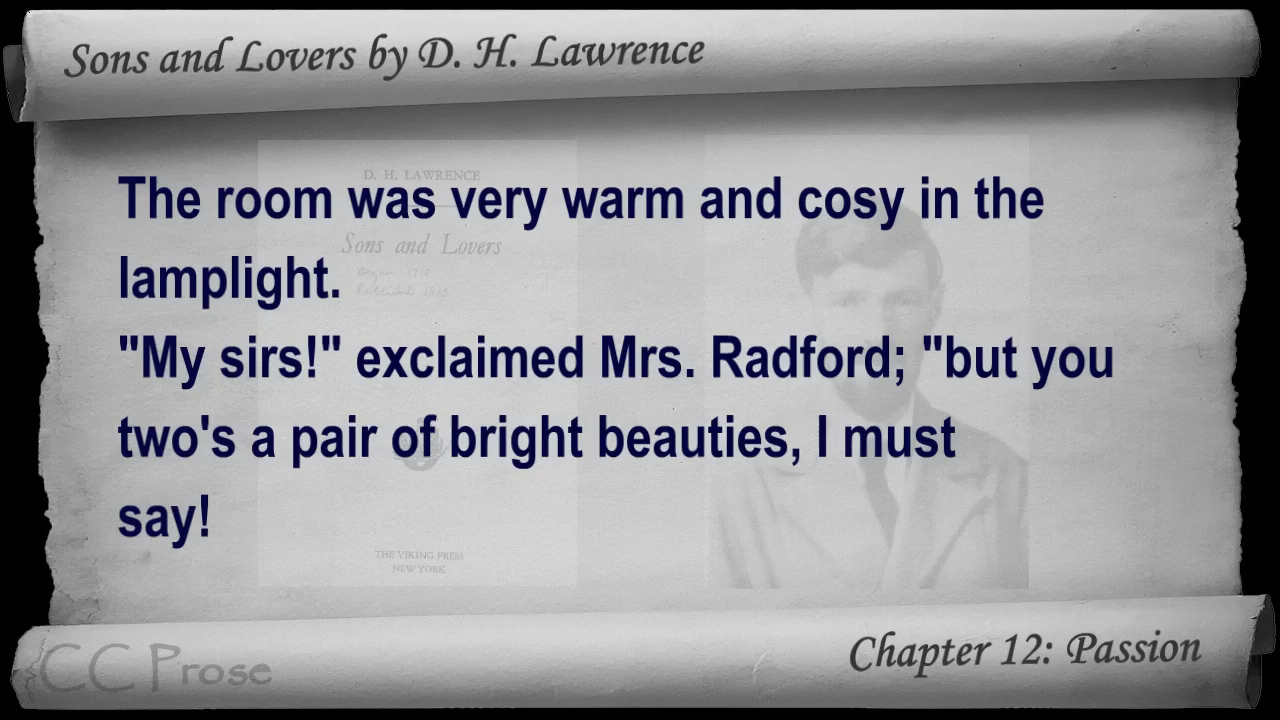 Sons and Lovers by D. H. Lawrence
D. H. LAWRENCE
The room was very warm and cosy in the
Sons and Lovers
lamplight.
"My sirs!" exclaimed Mrs. Radford; "but you
two's a pair of bright beauties, I must
say!
THE VIKING PRESS
NEW YORK
Chapter 12: Passion
CC Prose